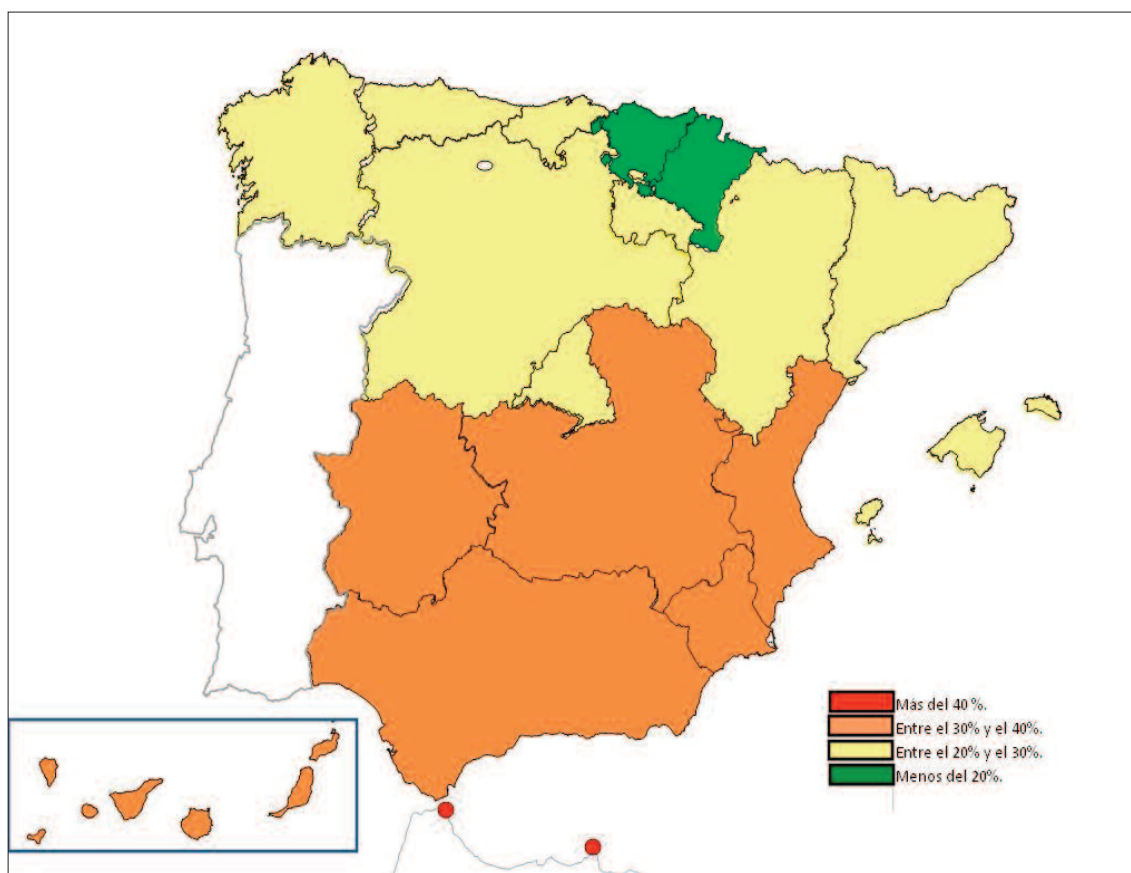 Más del 40 %.
Entre el 30% y el 40%.
Entre el 20% y el 30%.
Menos del 20%.